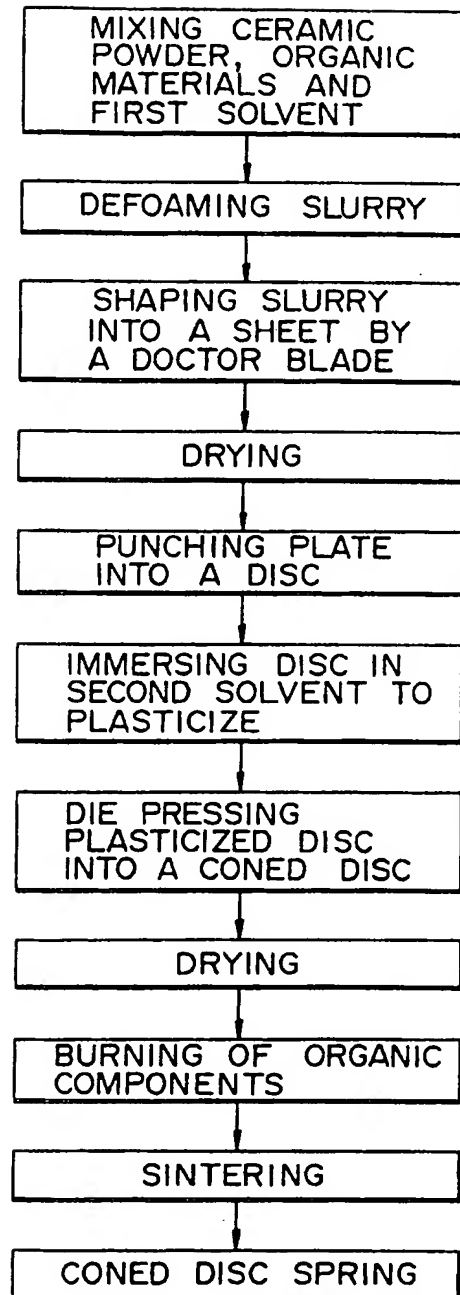 MIXING CERAMIC
POWDER, ORGANIC
MATERIALS AND
FIRST SOLVENT
DEFOAMING SLURRY
SHAPING SLURRY
INTO A SHEET BY
A DOCTOR BLADE
DRYING
PUNCHING PLATE
INTO A DISC
IMMERSING DISC IN
SECOND SOLVENT TO
PLASTICIZE
DIE PRESSING
PLASTICIZED DISC
INTO A CONED DISC
DRYING
BURNING OF ORGANIC
COMPONENTS
SINTERING
CONED DISC SPRING